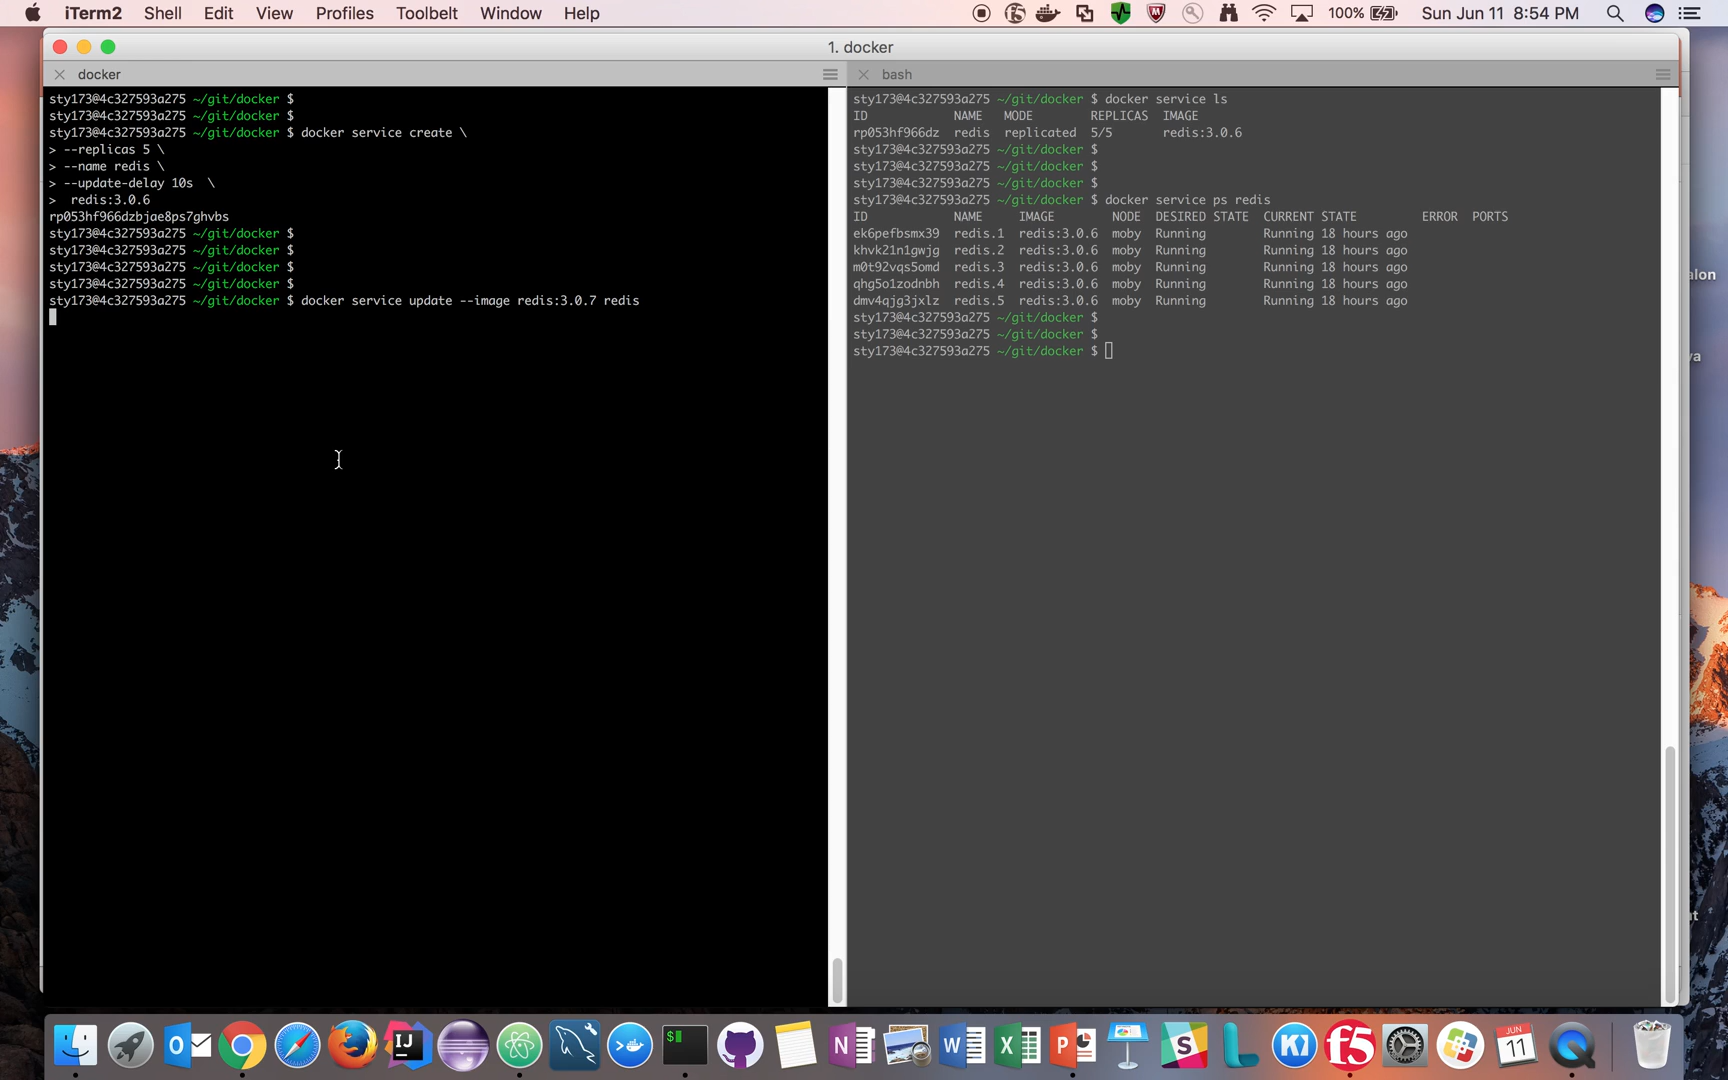 iTerm2 Shell Edit View Profiles Toolbelt Window Help 100% Sun Jun 11 8:54 PM
1. docker
docker
bash
sty173@4c327593a275 ~/git/docker $
sty173@4c327593a275 ~/git/docker $
sty173@4c327593a275 ~/git/docker $ docker service create \
> --replicas 5 \
> --name redis \
> --update-delay 10s  \
>  redis:3.0.6
rp053hf966dzbjae8ps7ghvbs
sty173@4c327593a275 ~/git/docker $
sty173@4c327593a275 ~/git/docker $
sty173@4c327593a275 ~/git/docker $
sty173@4c327593a275 ~/git/docker $
sty173@4c327593a275 ~/git/docker $ docker service update --image redis:3.0.7 redis
sty173@4c327593a275 ~/git/docker $ docker service ls
ID NAME MODE REPLICAS IMAGE
rp053hf966dz redis replicated 5/5 redis:3.0.6
sty173@4c327593a275 ~/git/docker $
sty173@4c327593a275 ~/git/docker $
sty173@4c327593a275 ~/git/docker $
sty173@4c327593a275 ~/git/docker $ docker service ps redis
ID NAME IMAGE NODE DESIRED STATE CURRENT STATE ERROR PORTS
ek6pefbsmx39 redis.1 redis:3.0.6 moby Running Running 18 hours ago
khvk21n1gwjg redis.2 redis:3.0.6 moby Running Running 18 hours ago
m0t92vqs5omd redis.3 redis:3.0.6 moby Running Running 18 hours ago
qhg5o1zodnbh redis.4 redis:3.0.6 moby Running Running 18 hours ago
dmv4qjg3jxlz redis.5 redis:3.0.6 moby Running Running 18 hours ago
sty173@4c327593a275 ~/git/docker $
sty173@4c327593a275 ~/git/docker $
sty173@4c327593a275 ~/git/docker $
JUN
11